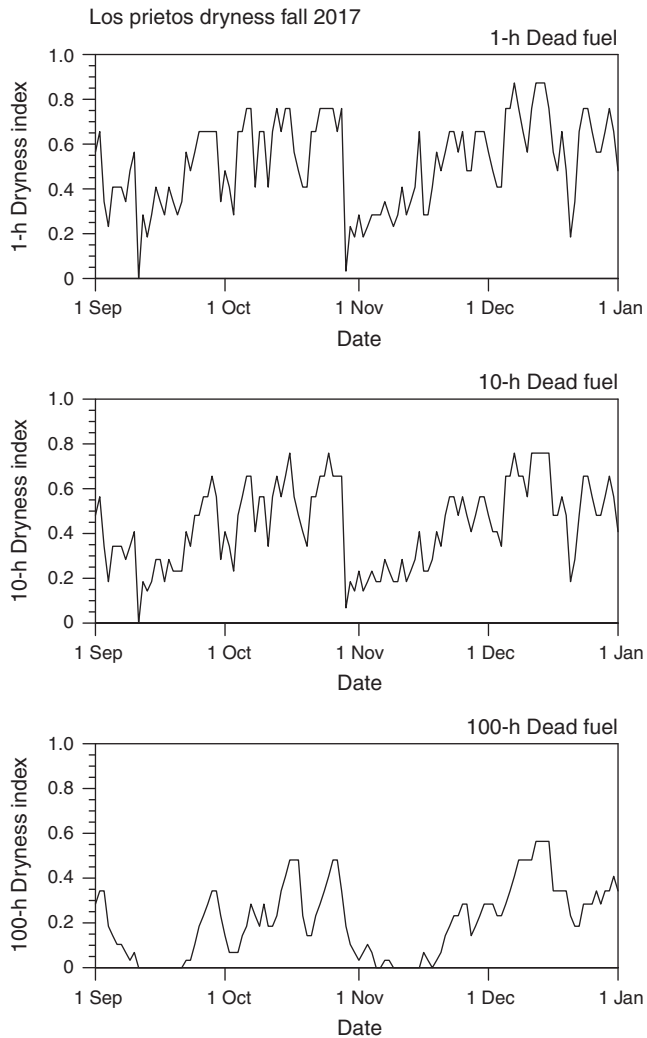 Los prietos dryness fall 2017
1-h Dead fuel
1.0
0.8
0.6
0.4
0.2
0
1-h Dryness index
1 Sep 1 Oct 1 Nov 1 Dec 1 Jan
Date
10-h Dead fuel
1.0
0.8
0.6
0.4
0.2
0
10-h Dryness index
1 Sep 1 Oct 1 Nov 1 Dec 1 Jan
Date
100-h Dead fuel
1.0
0.8
0.6
0.4
0.2
0
100-h Dryness index
1 Sep 1 Oct 1 Nov 1 Dec 1 Jan
Date